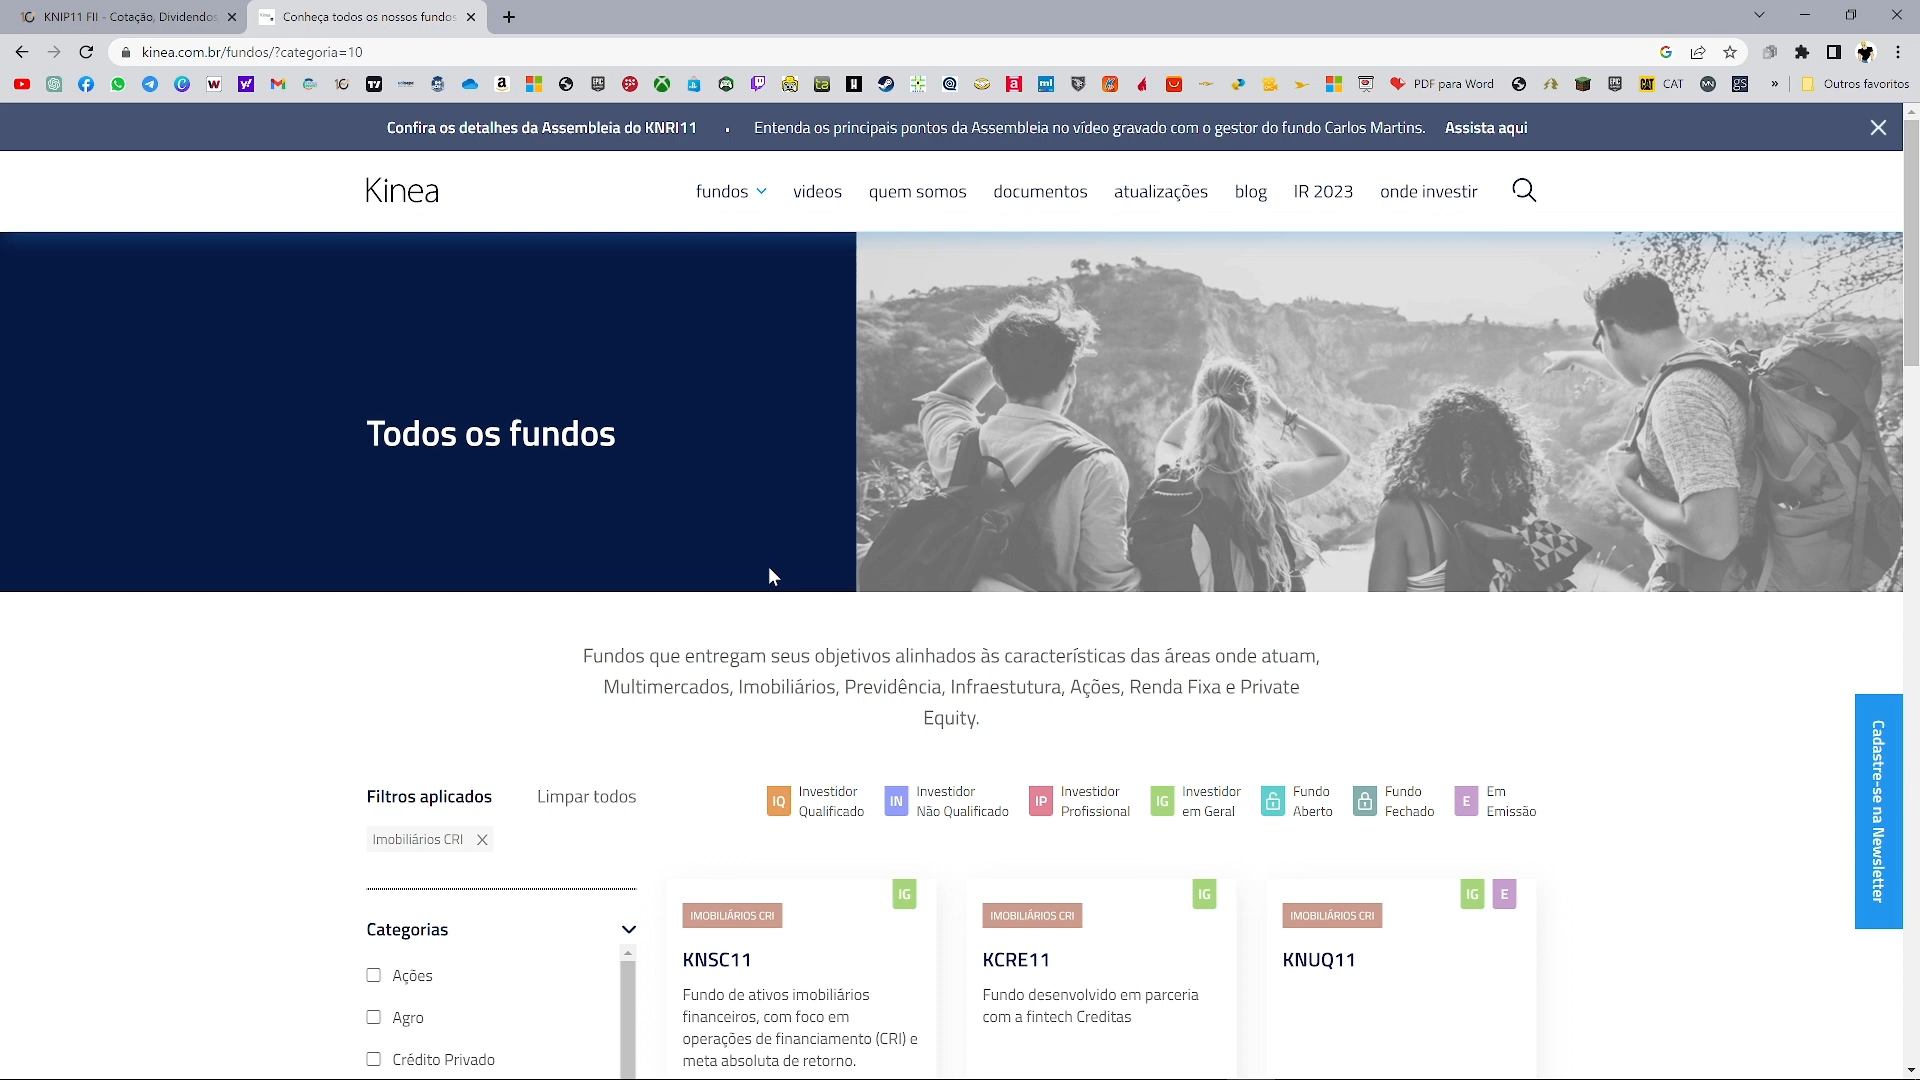 KNIP11 FII - Cotação, Dividendos
Conheça todos os nossos fundos
kinea.com.br/fundos/?categoria=10
PDF para Word
CAT
Outros favoritos
Confira os detalhes da Assembleia do KNRI11 • Entenda os principais pontos da Assembleia no vídeo gravado com o gestor do fundo Carlos Martins. Assista aqui
Kinea
fundos videos quem somos documentos atualizações blog IR 2023 onde investir
Todos os fundos
Fundos que entregam seus objetivos alinhados às características das áreas onde atuam,
Multimercados, Imobiliários, Previdência, Infraestutura, Ações, Renda Fixa e Private
Equity.
Filtros aplicados
Limpar todos
Imobiliários CRI
IQ Investidor
Qualificado
IN Investidor
Não Qualificado
IP Investidor
Profissional
IG Investidor
em Geral
Fundo
Aberto
Fundo
Fechado
E Em
Emissão
Cadastre-se na Newsletter
Categorias
Ações
Agro
Crédito Privado
IG
IMOBILIÁRIOS CRI
KNSC11
Fundo de ativos imobiliários
financeiros, com foco em
operações de financiamento (CRI) e
meta absoluta de retorno.
IG
IMOBILIÁRIOS CRI
KCRE11
Fundo desenvolvido em parceria
com a fintech Creditas
IG E
IMOBILIÁRIOS CRI
KNUQ11